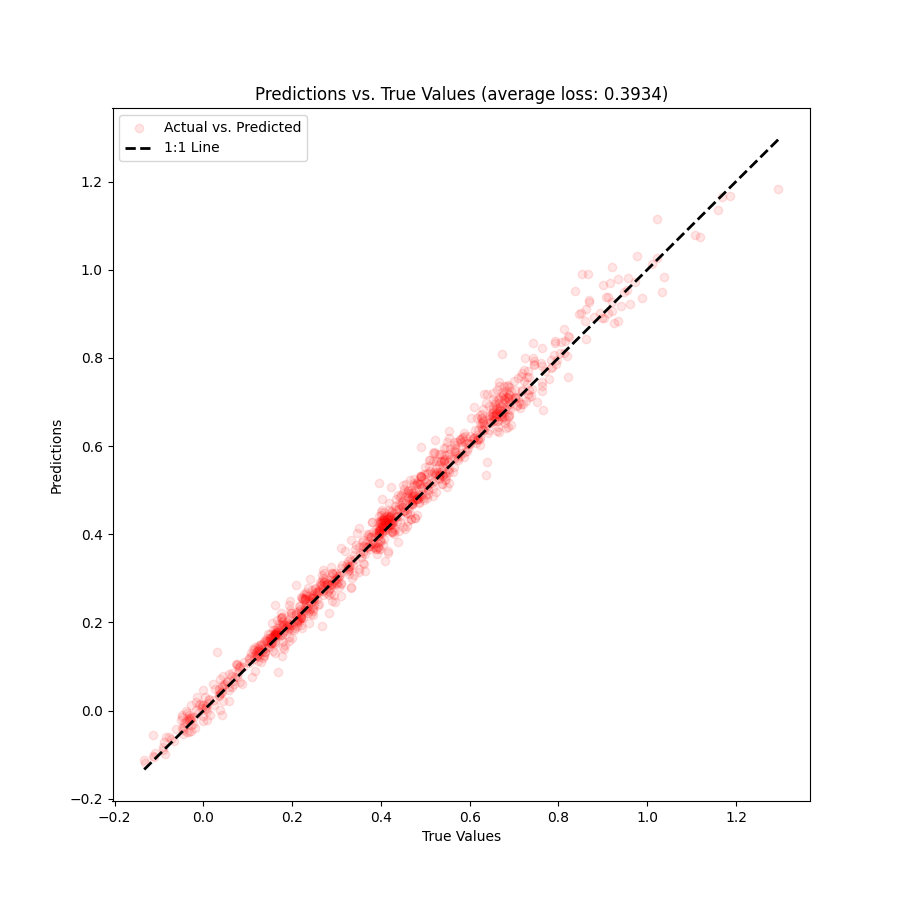 Predictions vs. True Values (average loss: 0.3934)
Actual vs. Predicted
1:1 Line
1.2
1.0
0.8
0.6
0.4
0.2
0.0
−0.2
Predictions
−0.2 0.0 0.2 0.4 0.6 0.8 1.0 1.2
True Values